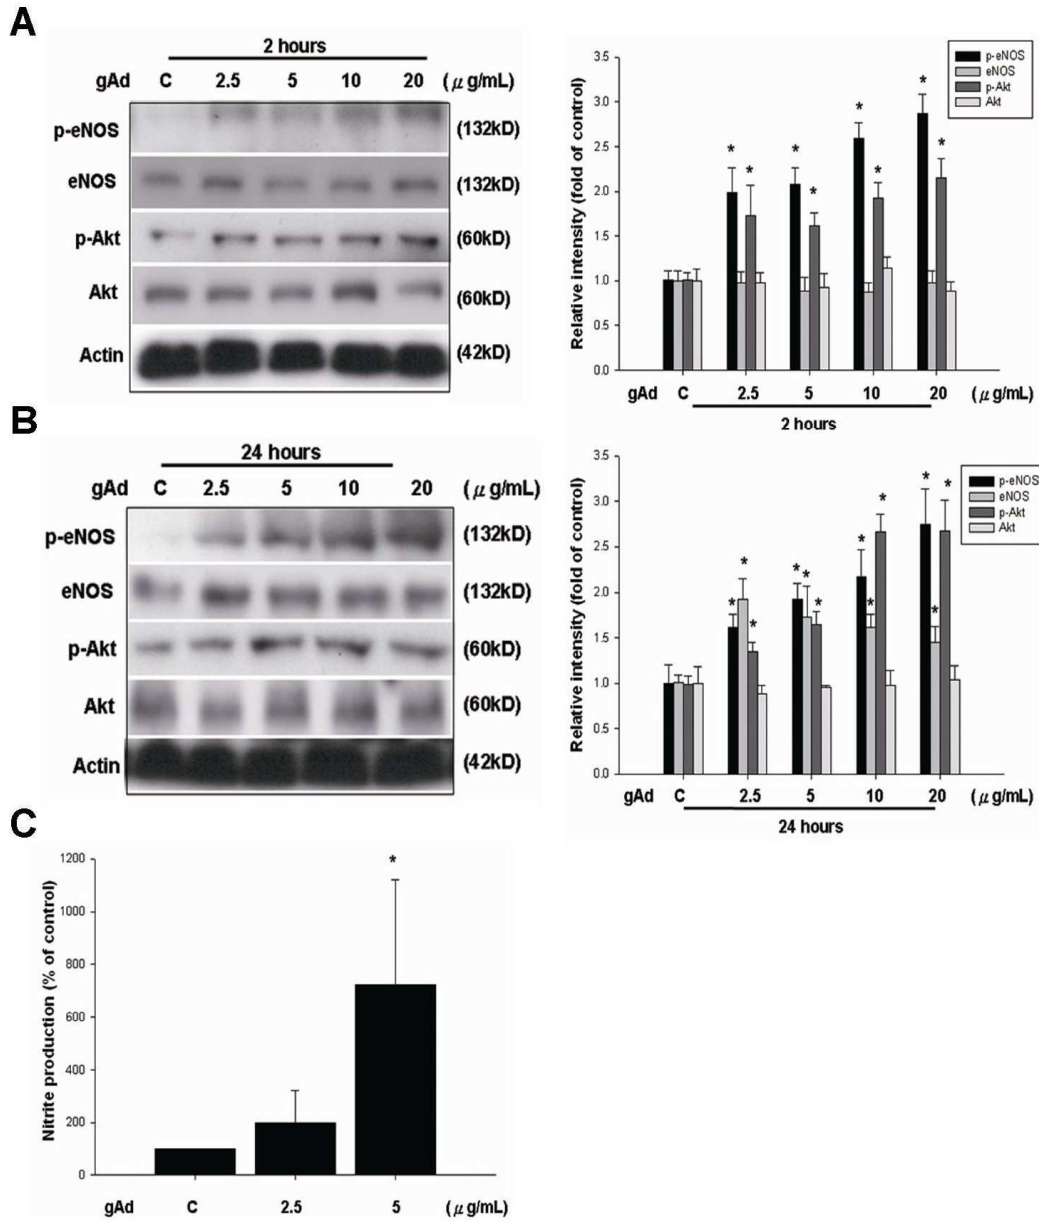 A
2 hours
gAd C 2.5 5 10 20 (μg/mL)
p-eNOS (132kD)
eNOS (132kD)
p-Akt (60kD)
Akt (60kD)
Actin (42kD)
Relative intensity (fold of control)
3.5
3.0
2.5
2.0
1.5
1.0
0.5
0.0
p-eNOS
eNOS
p-Akt
Akt
* * * * * * * *
gAd C 2.5 5 10 20 (μg/mL)
2 hours
B
24 hours
gAd C 2.5 5 10 20 (μg/mL)
p-eNOS (132kD)
eNOS (132kD)
p-Akt (60kD)
Akt (60kD)
Actin (42kD)
Relative intensity (fold of control)
3.5
3.0
2.5
2.0
1.5
1.0
0.5
0.0
p-eNOS
eNOS
p-Akt
Akt
* * * * * * * * * * * *
gAd C 2.5 5 10 20 (μg/mL)
24 hours
C
Nitrite production (% of control)
1200
1000
800
600
400
200
0
*
gAd C 2.5 5 (μg/mL)